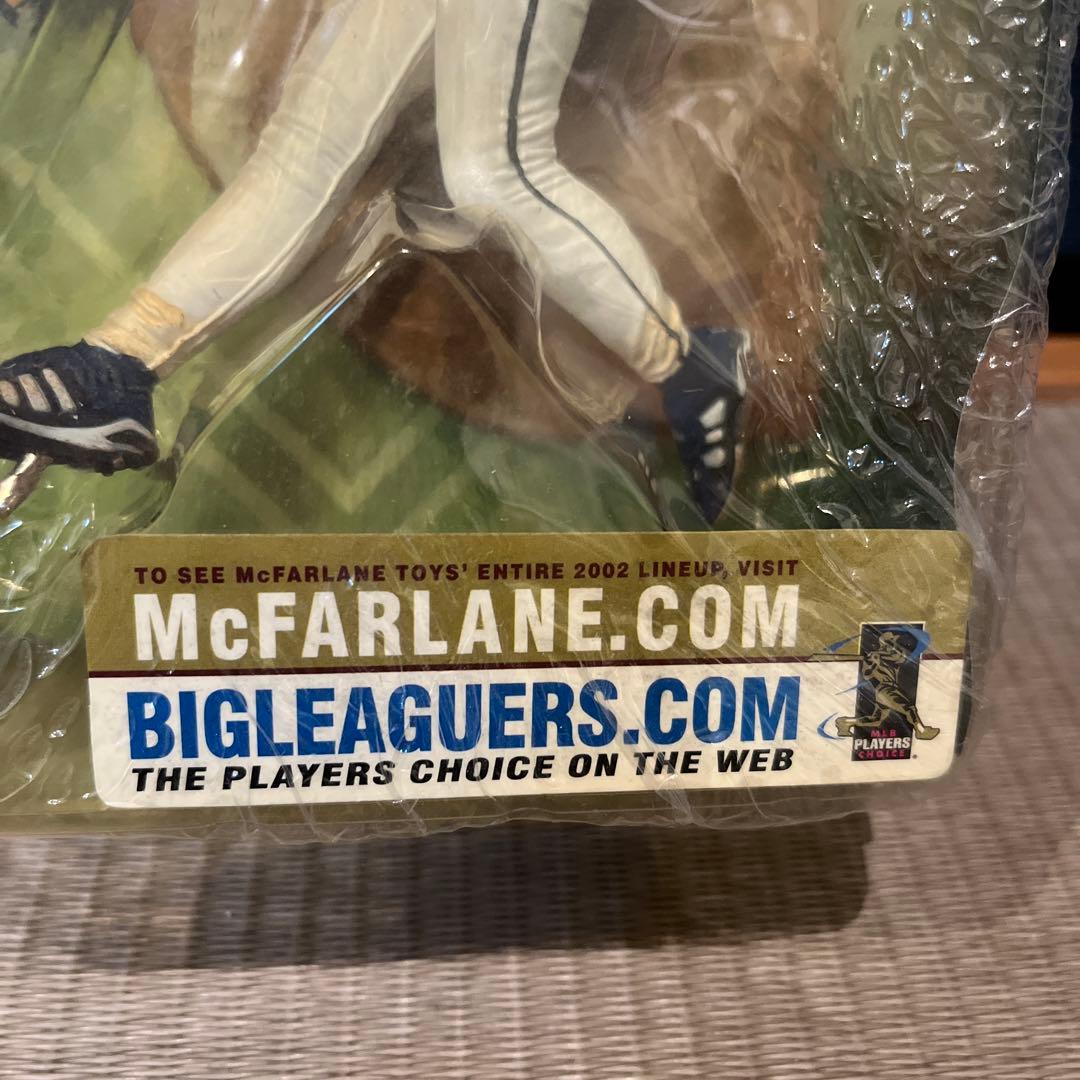 TO SEE McFARLANE TOYS' ENTIRE 2002 LINEUP, VISIT
McFARLANE.COM
BIGLEAGUERS.COM
THE PLAYERS CHOICE ON THE WEB
MLB
PLAYERS
CHOICE